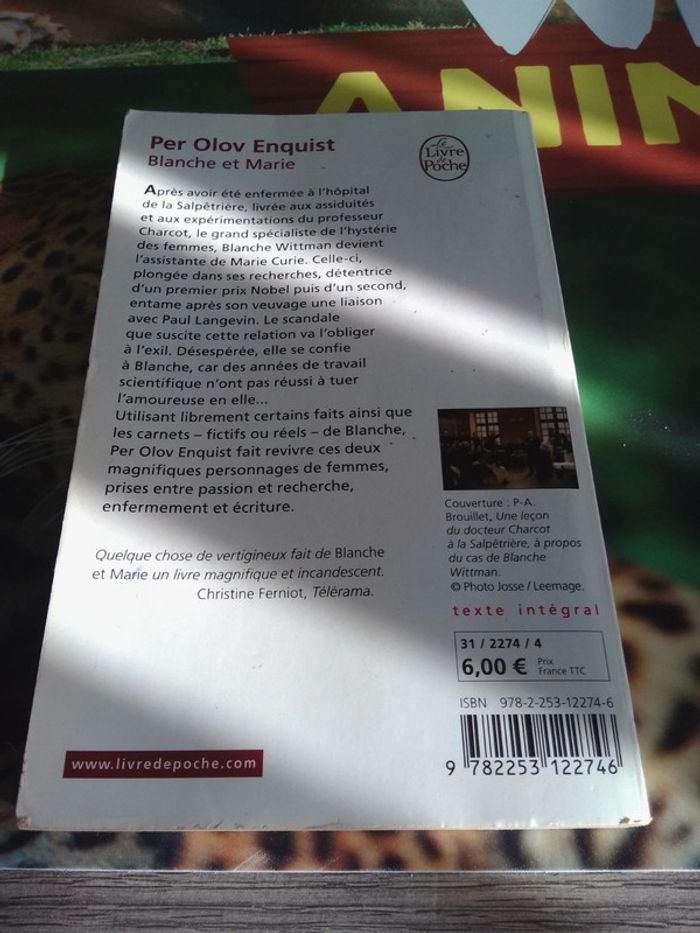 ANIM
Per Olov Enquist
Blanche et Marie
Le
Livre
de
Poche
Après avoir été enfermée à l'hôpital
de la Salpêtrière, livrée aux assiduités
et aux expérimentations du professeur
Charcot, le grand spécialiste de l'hystérie
des femmes, Blanche Wittman devient
l'assistante de Marie Curie. Celle-ci,
plongée dans ses recherches, détentrice
d'un premier prix Nobel puis d'un second,
entame après son veuvage une liaison
avec Paul Langevin. Le scandale
que suscite cette relation va l'obliger
à l'exil. Désespérée, elle se confie
à Blanche, car des années de travail
scientifique n'ont pas réussi à tuer
l'amoureuse en elle...
Utilisant librement certains faits ainsi que
les carnets – fictifs ou réels – de Blanche,
Per Olov Enquist fait revivre ces deux
magnifiques personnages de femmes,
prises entre passion et recherche,
enfermement et écriture.
Quelque chose de vertigineux fait de Blanche
et Marie un livre magnifique et incandescent.
Christine Ferniot, Télérama.
Couverture : P-A.
Brouillet, Une leçon
du docteur Charcot
à la Salpêtrière, à propos
du cas de Blanche
Wittman.
© Photo Josse / Leemage.
texte intégral
31 / 2274 / 4
6,00 € Prix
France TTC
ISBN 978-2-253-12274-6
9 782253 122746
www.livredepoche.com